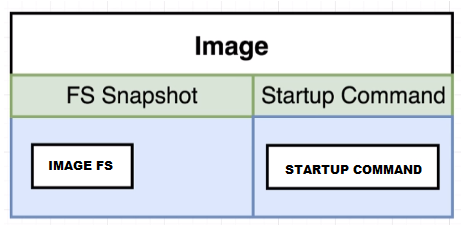 Image
FS Snapshot Startup Command
IMAGE FS STARTUP COMMAND